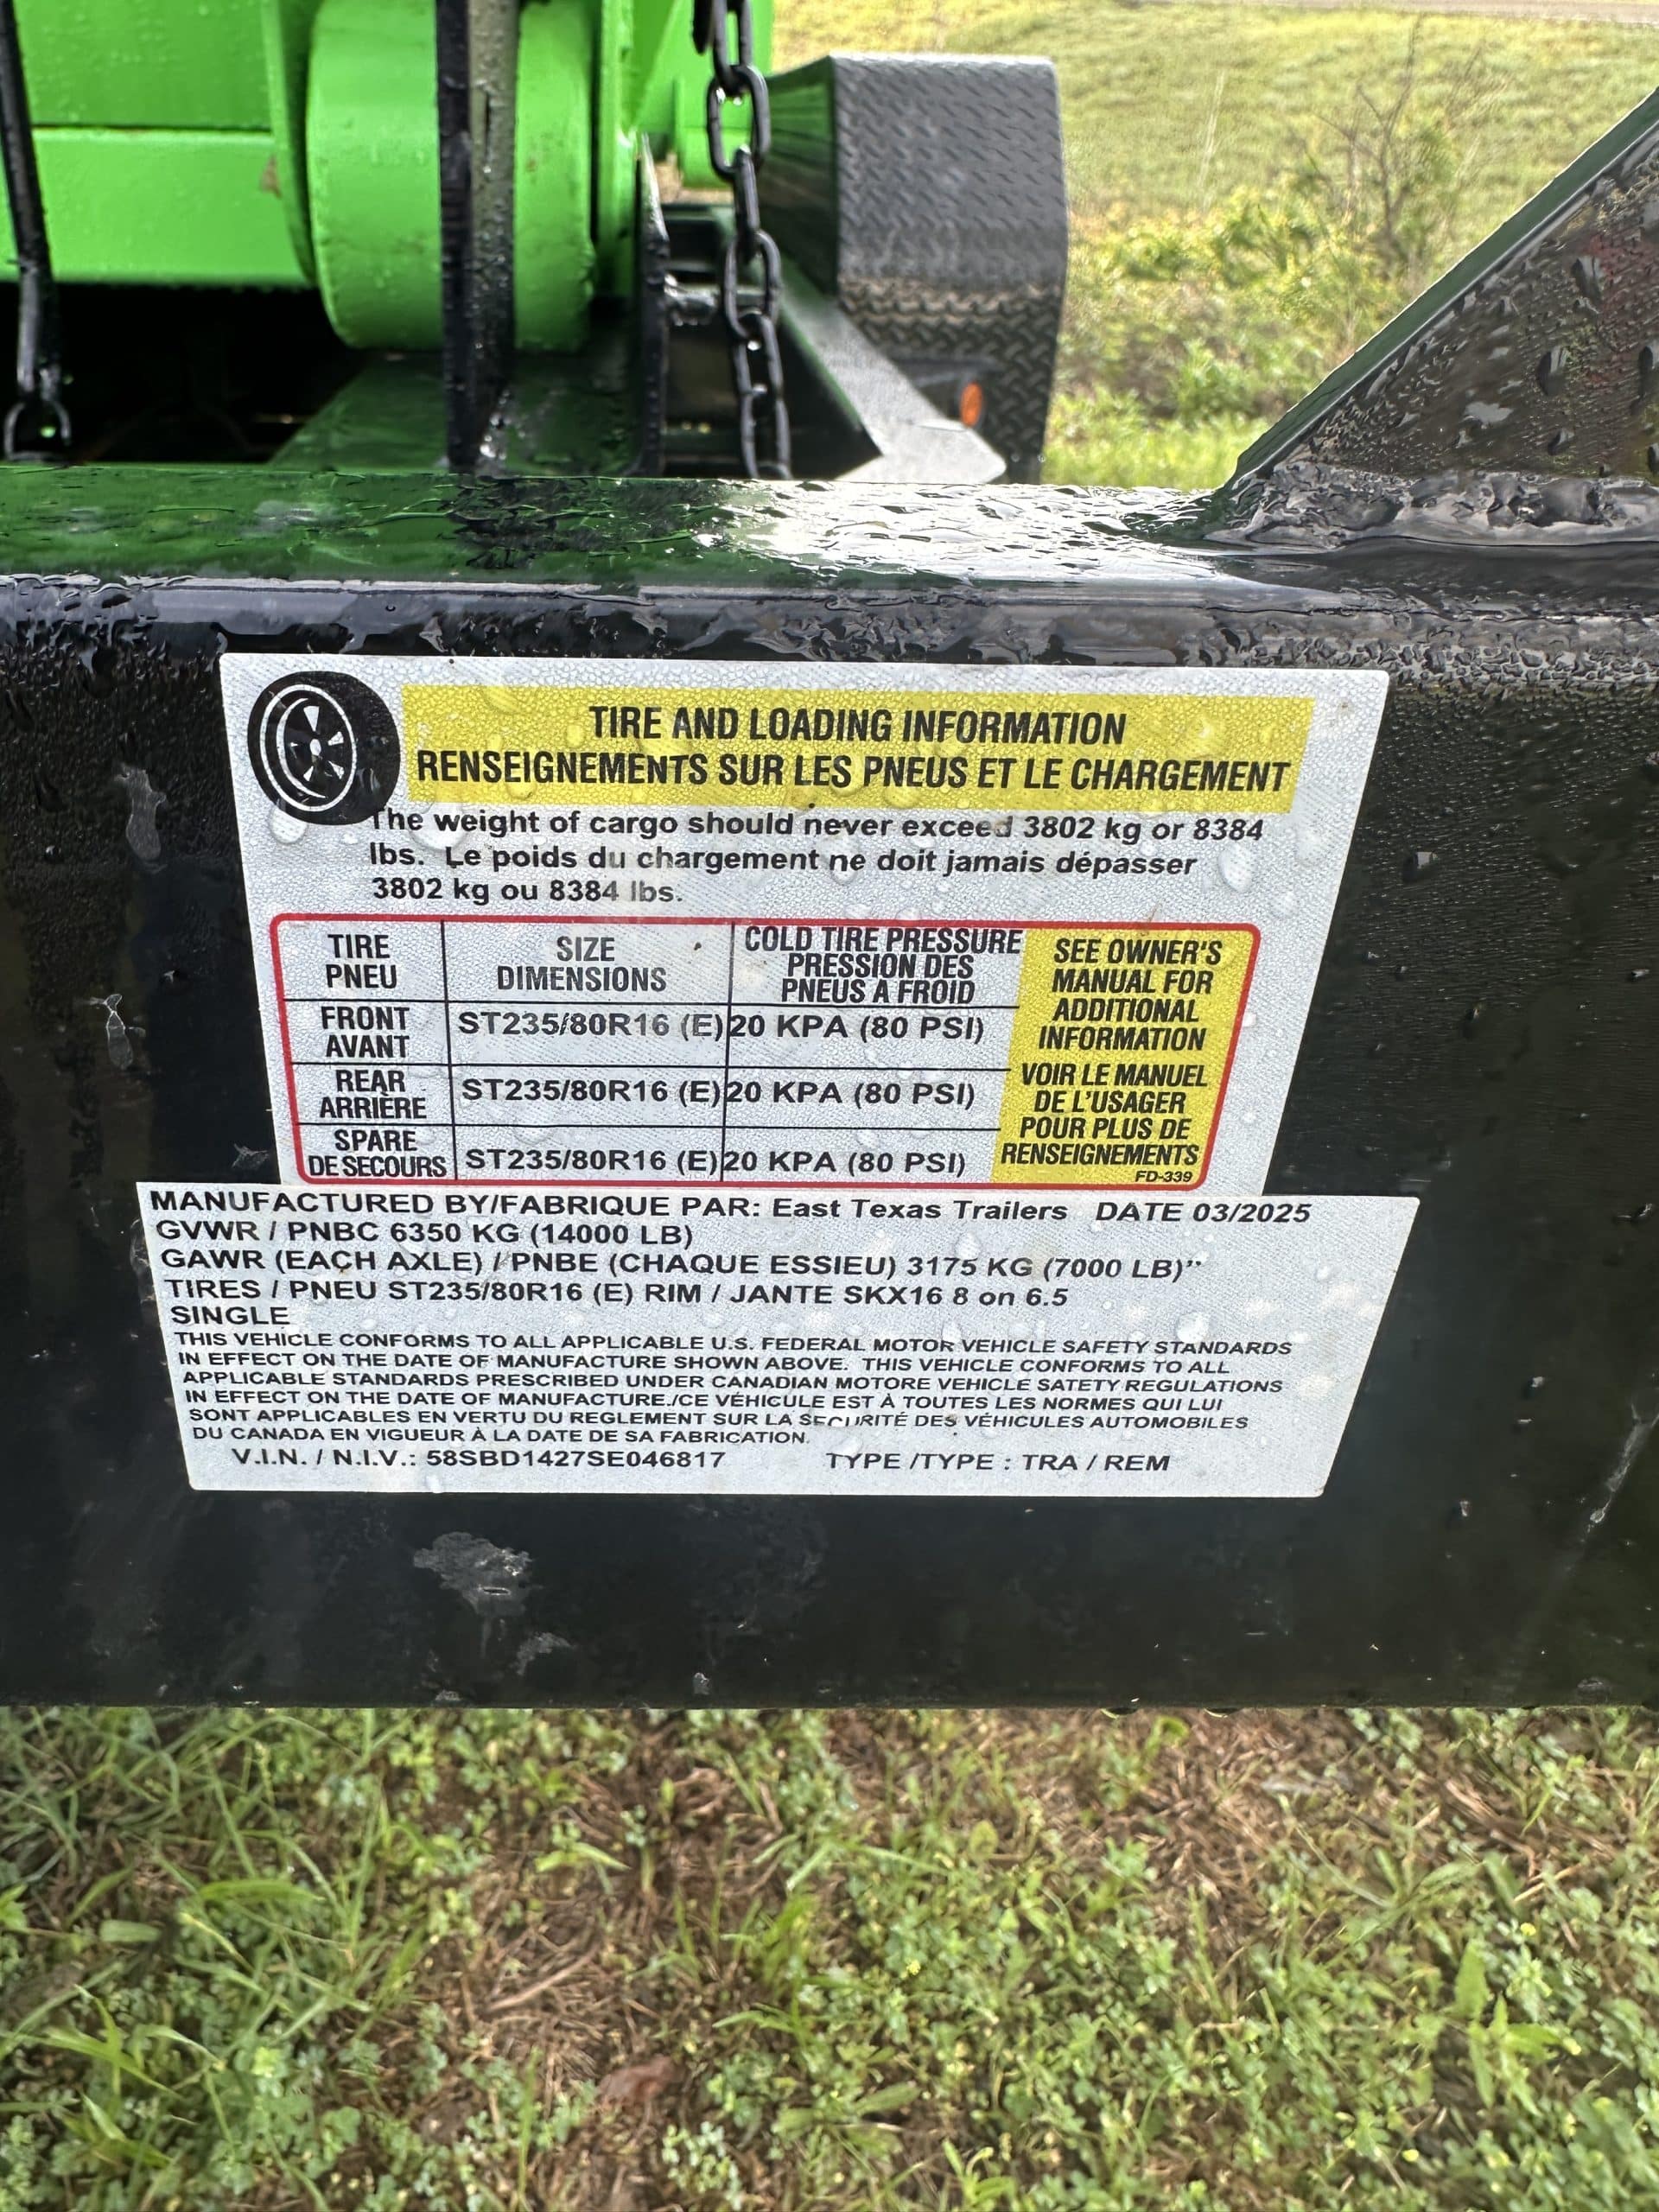 TIRE AND LOADING INFORMATION
RENSEIGNEMENTS SUR LES PNEUS ET LE CHARGEMENT
The weight of cargo should never exceed 3802 kg or 8384
lbs. Le poids du chargement ne doit jamais dépasser
3802 kg ou 8384 lbs.
TIRE
PNEU
SIZE
DIMENSIONS
COLD TIRE PRESSURE
PRESSION DES
PNEUS A FROID
FRONT
AVANT
ST235/80R16 (E)
20 KPA (80 PSI)
REAR
ARRIÈRE
ST235/80R16 (E)
20 KPA (80 PSI)
SPARE
DE SECOURS
ST235/80R16 (E)
20 KPA (80 PSI)
SEE OWNER'S
MANUAL FOR
ADDITIONAL
INFORMATION
VOIR LE MANUEL
DE L'USAGER
POUR PLUS DE
RENSEIGNEMENTS
FD-339
MANUFACTURED BY/FABRIQUE PAR: East Texas Trailers DATE 03/2025
GVWR / PNBC 6350 KG (14000 LB)
GAWR (EACH AXLE) / PNBE (CHAQUE ESSIEU) 3175 KG (7000 LB)"
TIRES / PNEU ST235/80R16 (E) RIM / JANTE SKX16 8 on 6.5
SINGLE
THIS VEHICLE CONFORMS TO ALL APPLICABLE U.S. FEDERAL MOTOR VEHICLE SAFETY STANDARDS
IN EFFECT ON THE DATE OF MANUFACTURE SHOWN ABOVE. THIS VEHICLE CONFORMS TO ALL
APPLICABLE STANDARDS PRESCRIBED UNDER CANADIAN MOTORE VEHICLE SATETY REGULATIONS
IN EFFECT ON THE DATE OF MANUFACTURE./CE VÉHICULE EST À TOUTES LES NORMES QUI LUI
SONT APPLICABLES EN VERTU DU REGLEMENT SUR LA SECURITÉ DES VÉHICULES AUTOMOBILES
DU CANADA EN VIGUEUR À LA DATE DE SA FABRICATION.
V.I.N. / N.I.V.: 58SBD1427SE046817 TYPE /TYPE : TRA / REM